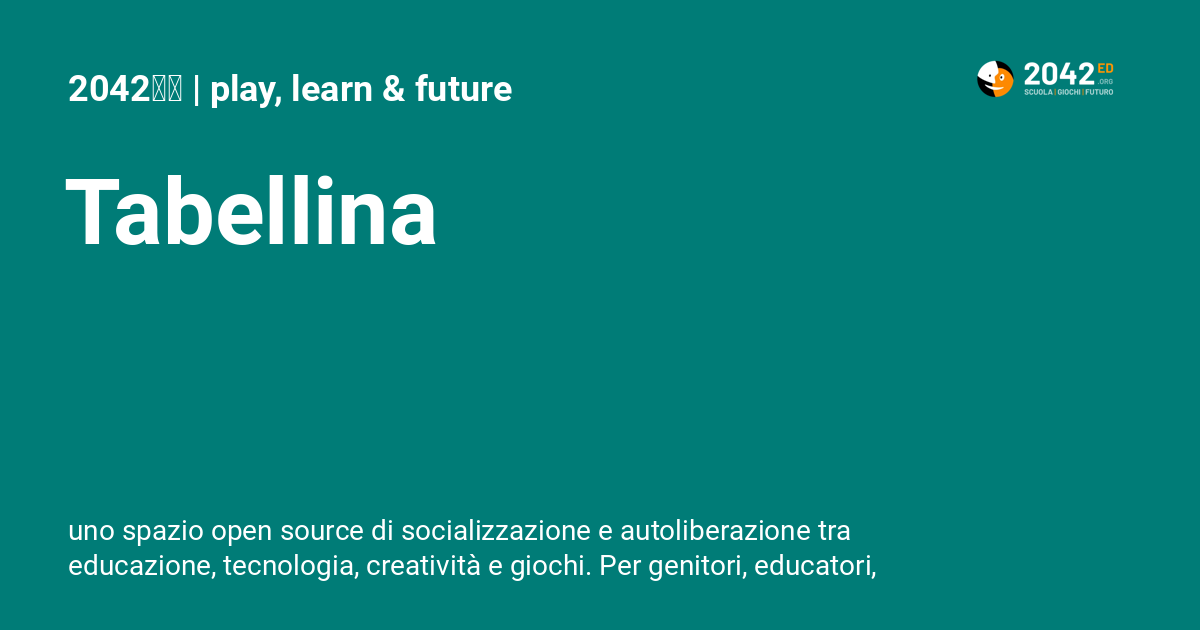 2042 | play, learn & future
2042 ED
.ORG
SCUOLA | GIOCHI | FUTURO
Tabellina
uno spazio open source di socializzazione e autoliberazione tra
educazione, tecnologia, creatività e giochi. Per genitori, educatori,